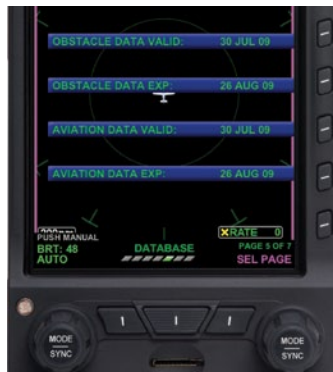 OBSTACLE DATA VALID: 30 JUL 09
OBSTACLE DATA EXP: 26 AUG 09
AVIATION DATA VALID: 30 JUL 09
AVIATION DATA EXP: 26 AUG 09
PUSH MANUAL
XRATE 0
BRT: 48
DATABASE
PAGE 5 OF 7
AUTO
SEL PAGE
MODE
SYNC
MODE
SYNC